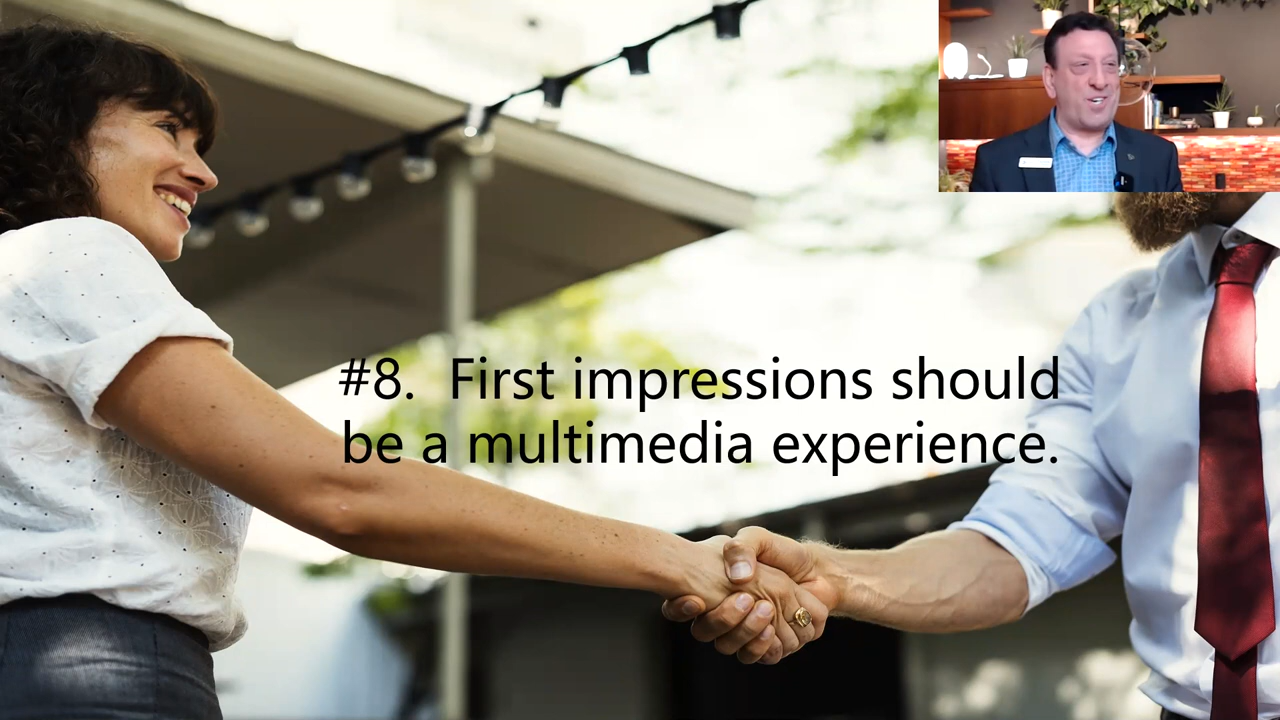 #8.  First impressions should
be a multimedia experience.